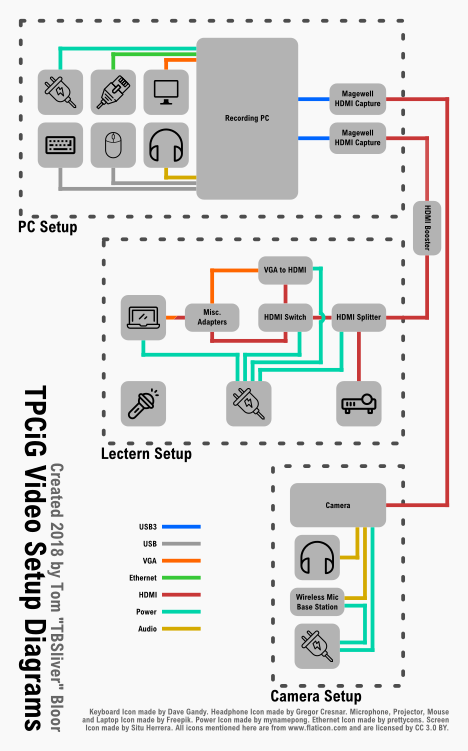 Recording PC
Magewell
HDMI Capture
Magewell
HDMI Capture
PC Setup
HDMI Booster
VGA to HDMI
Misc.
Adapters
HDMI Switch
HDMI Splitter
Lectern Setup
TPCiG Video Setup Diagrams
Created 2018 by Tom "TBSliver" Bloor
Camera
Wireless Mic
Base Station
Camera Setup
USB3
USB
VGA
Ethernet
HDMI
Power
Audio
Keyboard Icon made by Dave Gandy. Headphone Icon made by Gregor Cresnar. Microphone, Projector, Mouse
and Laptop Icon made by Freepik. Power Icon made by mynamepong. Ethernet Icon made by prettycons. Screen
Icon made by Situ Herrera. All icons mentioned here are from www.flaticon.com and are licensed by CC 3.0 BY.